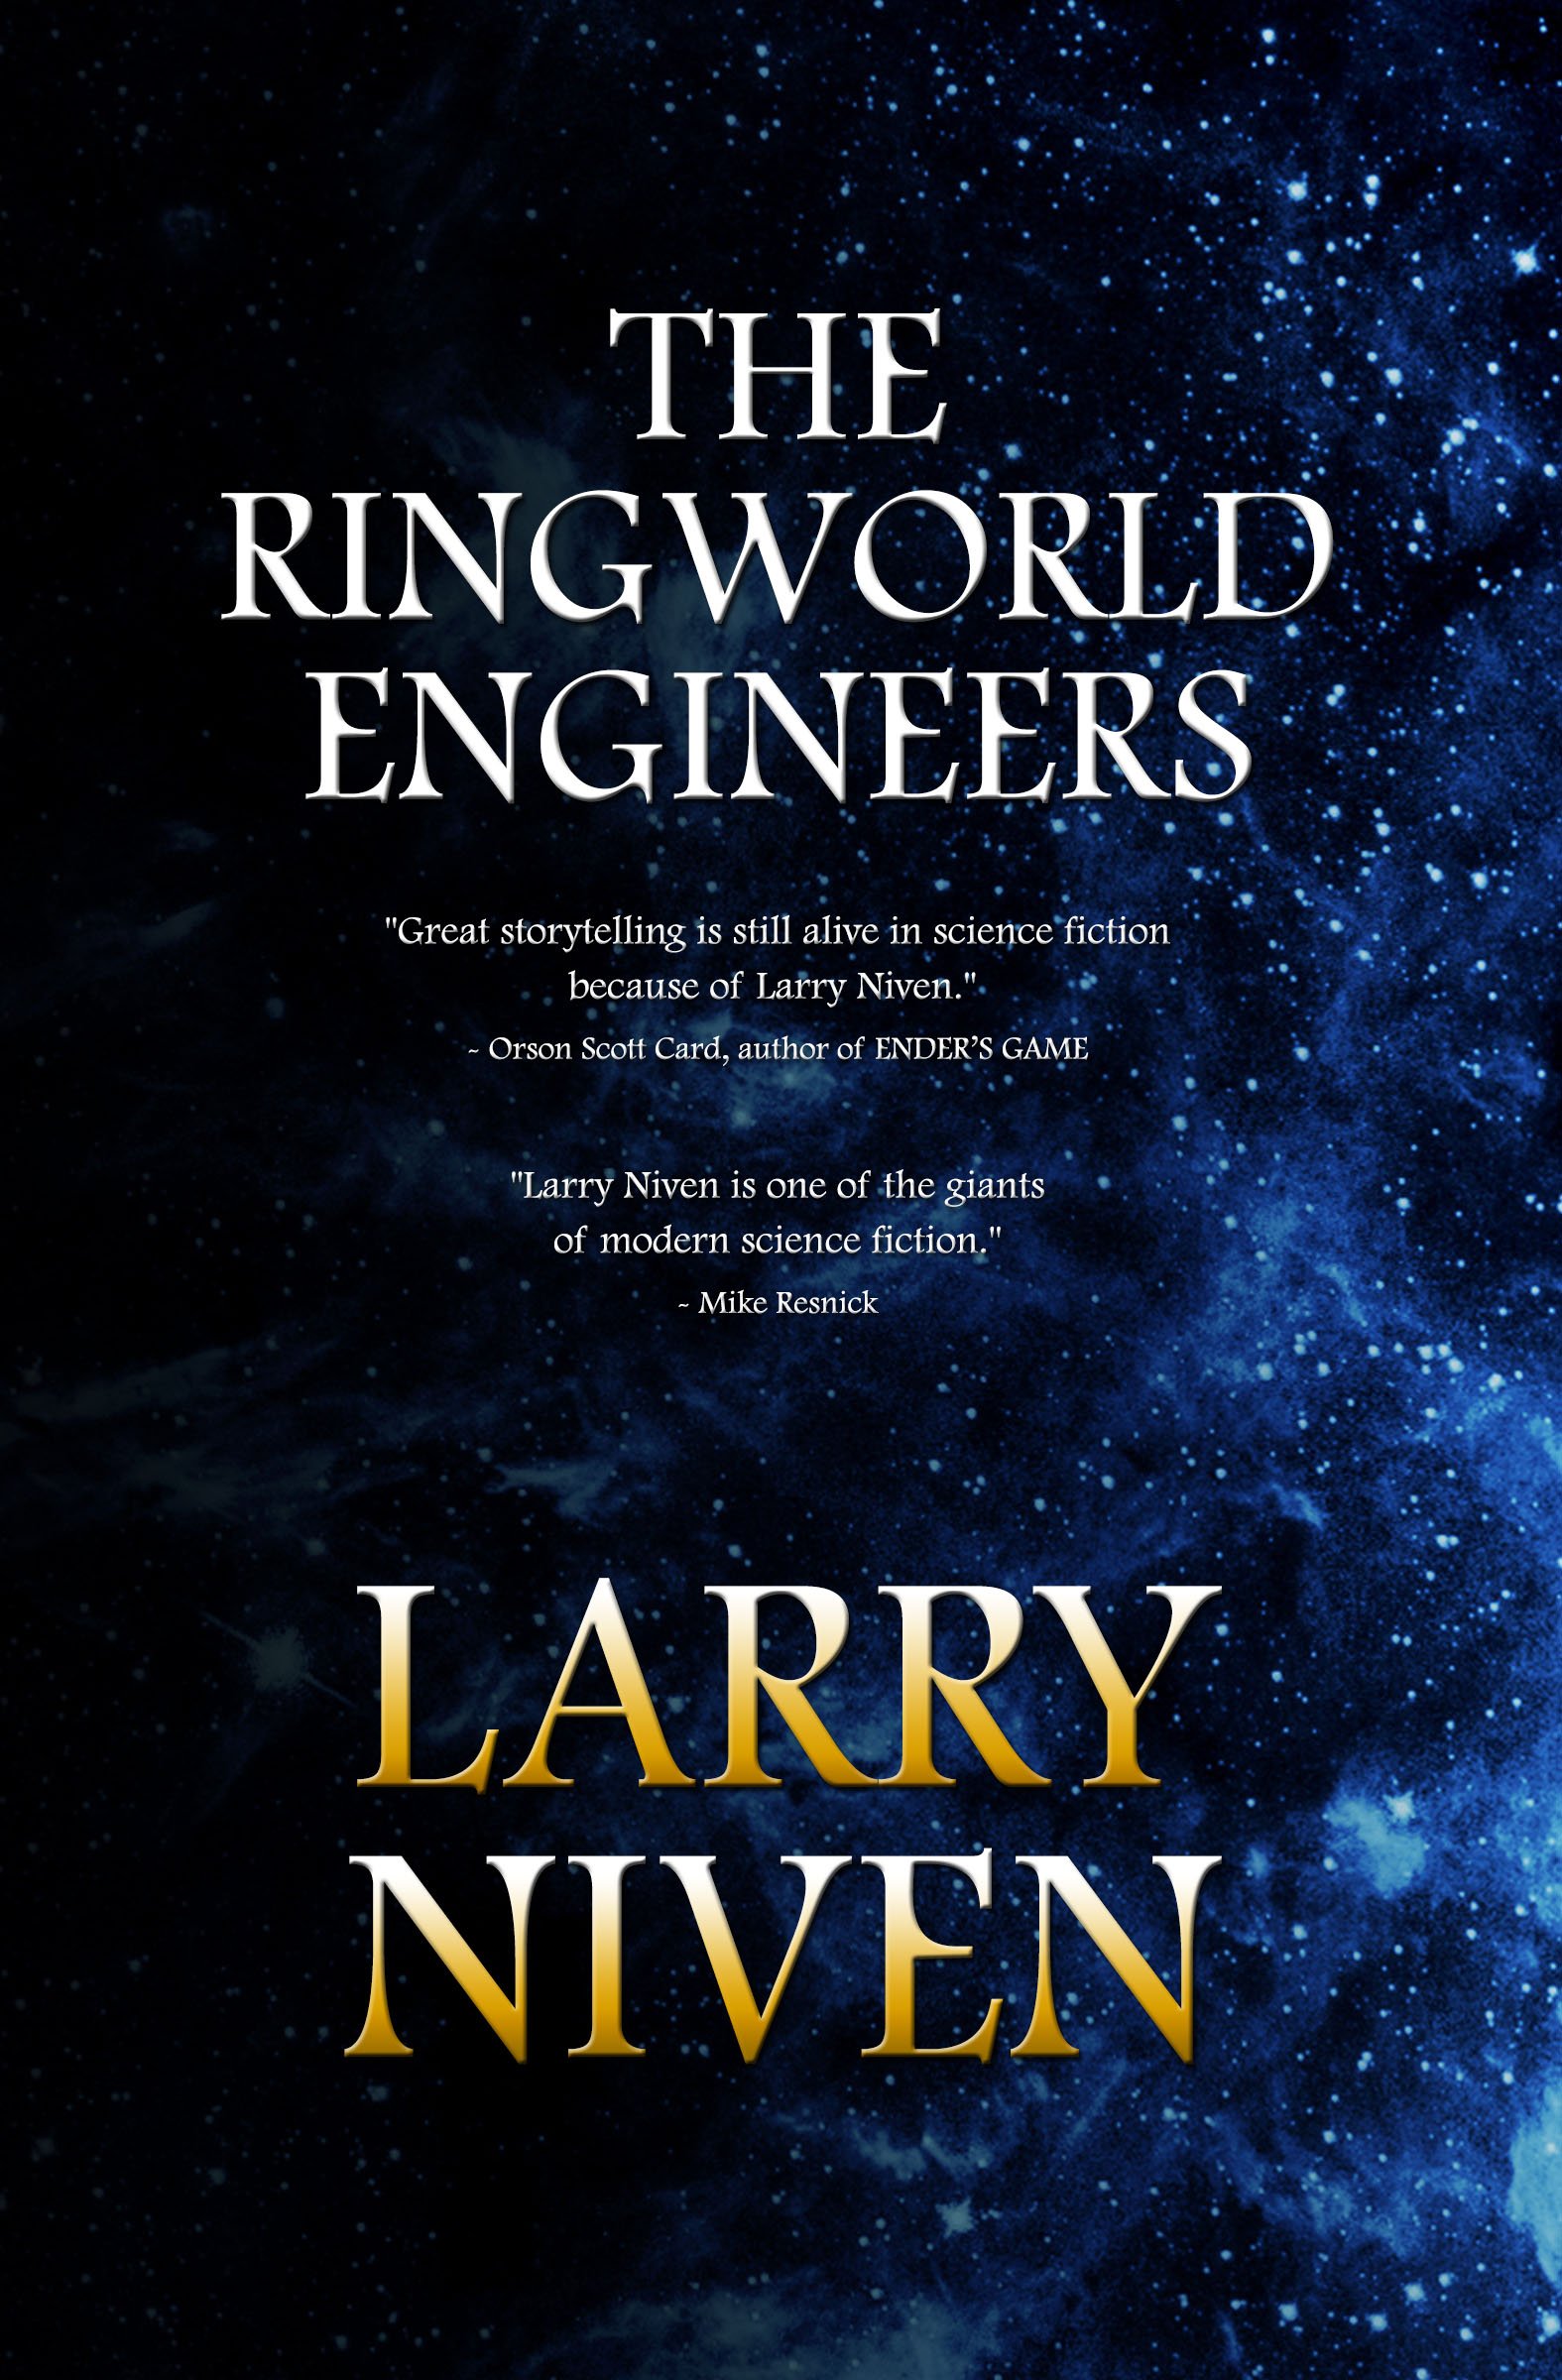 THE
RINGWORLD
ENGINEERS
"Great storytelling is still alive in science fiction
because of Larry Niven."
~ Orson Scott Card, author of ENDER’S GAME
"Larry Niven is one of the giants
of modern science fiction."
~ Mike Resnick
LARRY
NIVEN